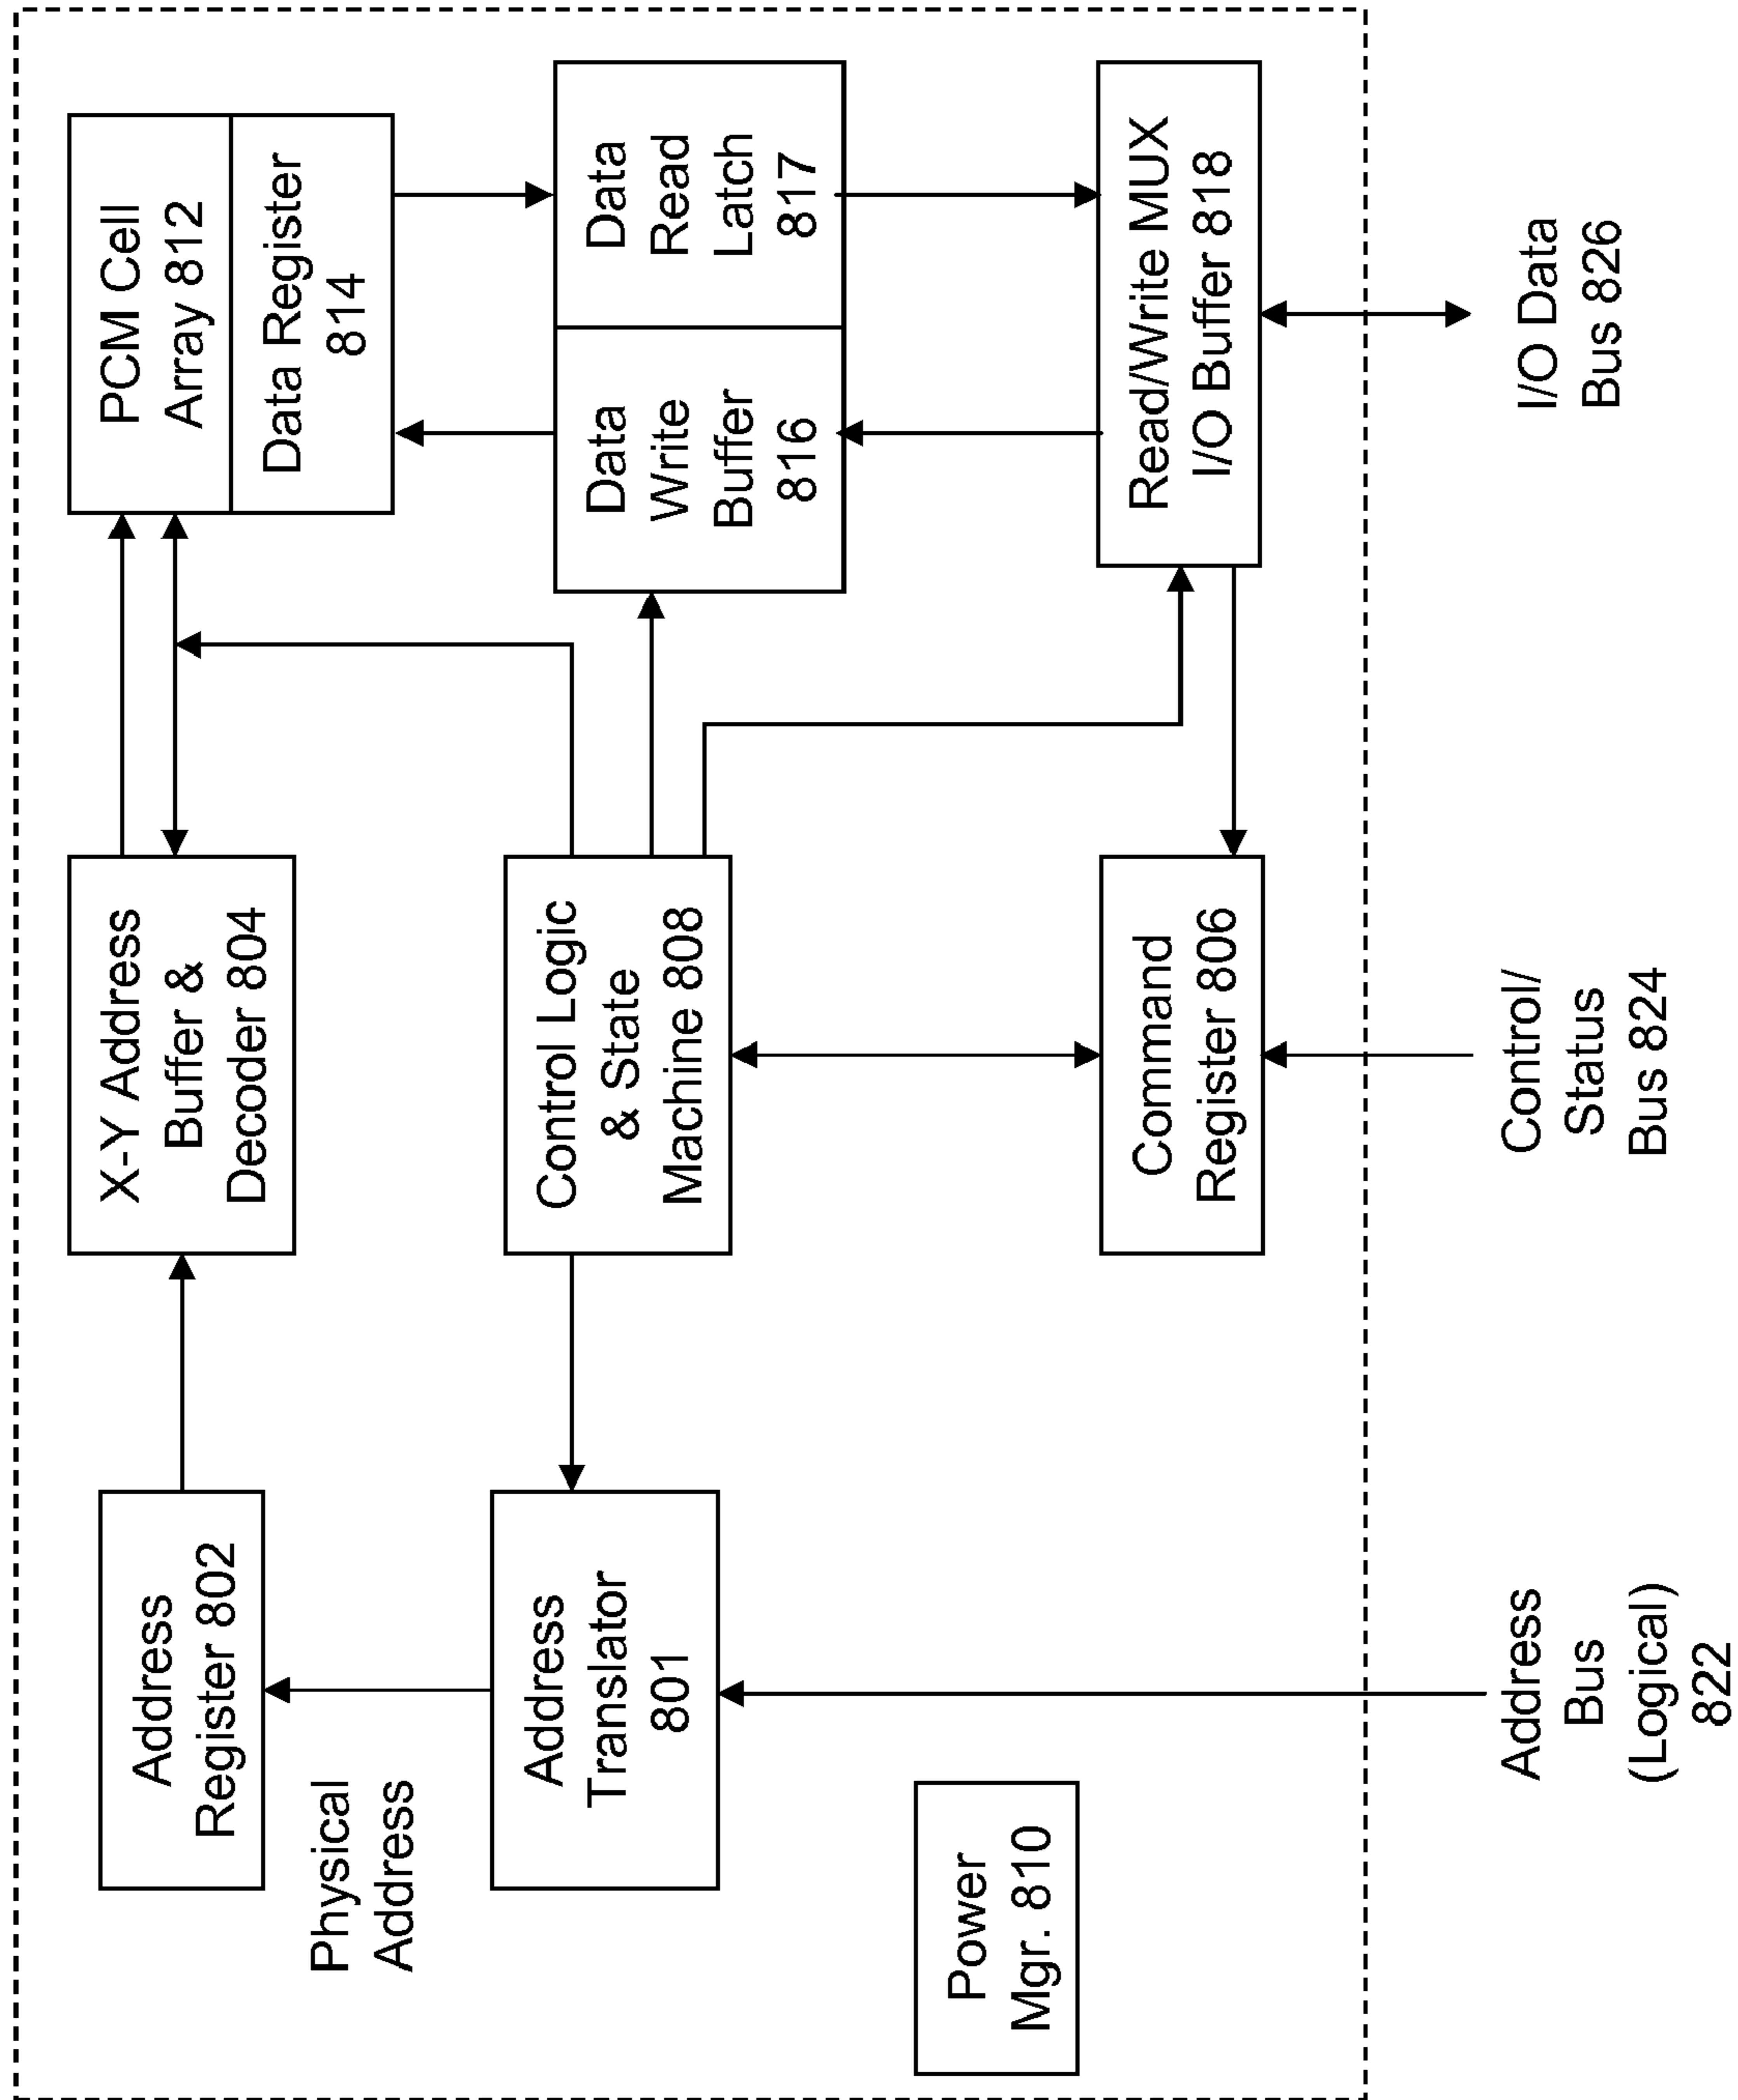 Address
Register 802
X-Y Address
Buffer &
Decoder 804
PCM Cell
Array 812
Data Register
814
Physical
Address
Address
Translator
801
Control Logic
& State
Machine 808
Data
Write
Buffer
816
Data
Read
Latch
817
Power
Mgr. 810
Command
Register 806
Read/Write MUX
I/O Buffer 818
Address
Bus
(Logical)
822
Control/
Status
Bus 824
I/O Data
Bus 826